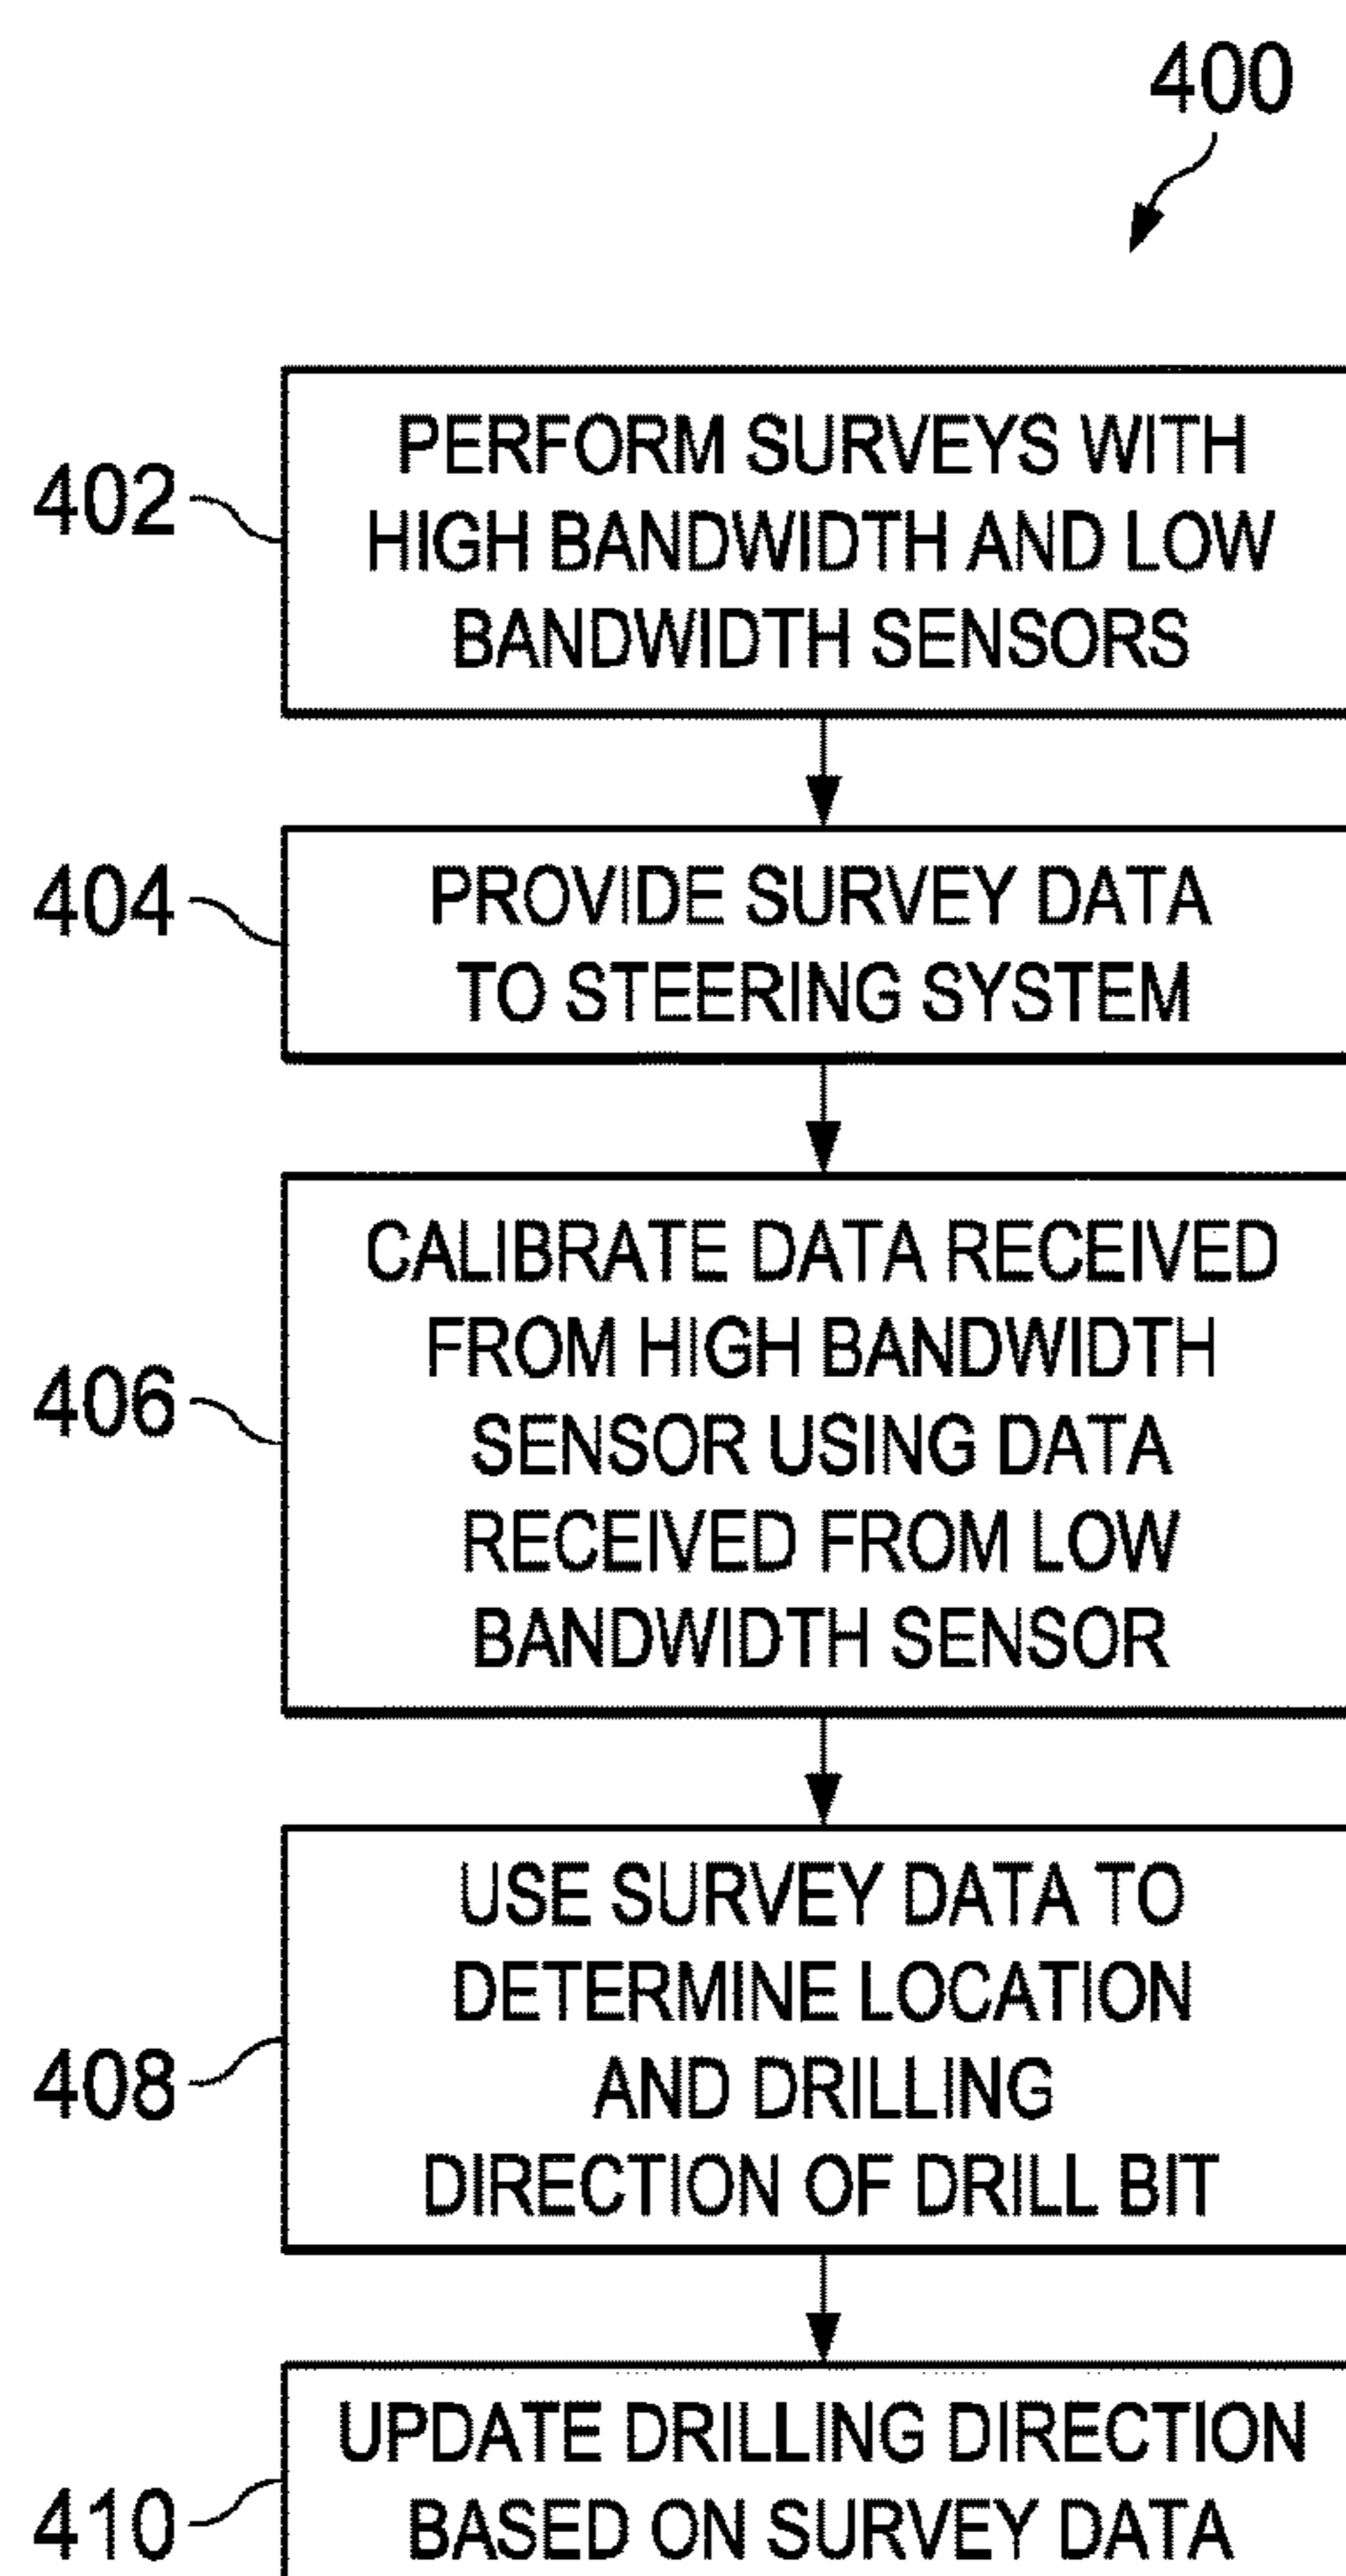 400
402
PERFORM SURVEYS WITH
HIGH BANDWIDTH AND LOW
BANDWIDTH SENSORS
404
PROVIDE SURVEY DATA
TO STEERING SYSTEM
406
CALIBRATE DATA RECEIVED
FROM HIGH BANDWIDTH
SENSOR USING DATA
RECEIVED FROM LOW
BANDWIDTH SENSOR
408
USE SURVEY DATA TO
DETERMINE LOCATION
AND DRILLING
DIRECTION OF DRILL BIT
410
UPDATE DRILLING DIRECTION
BASED ON SURVEY DATA